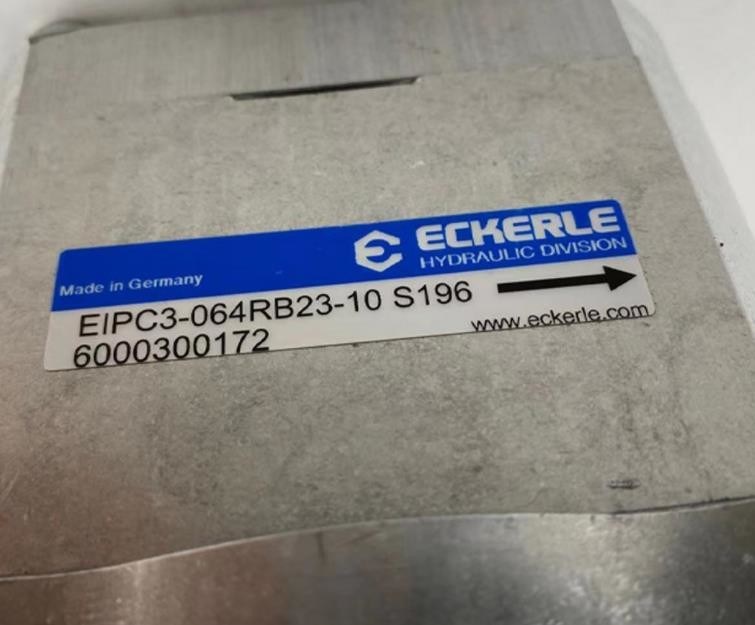 ECKERLE
HYDRAULIC DIVISION
Made in Germany
EIPC3-064RB23-10 S196
www.eckerle.com
6000300172